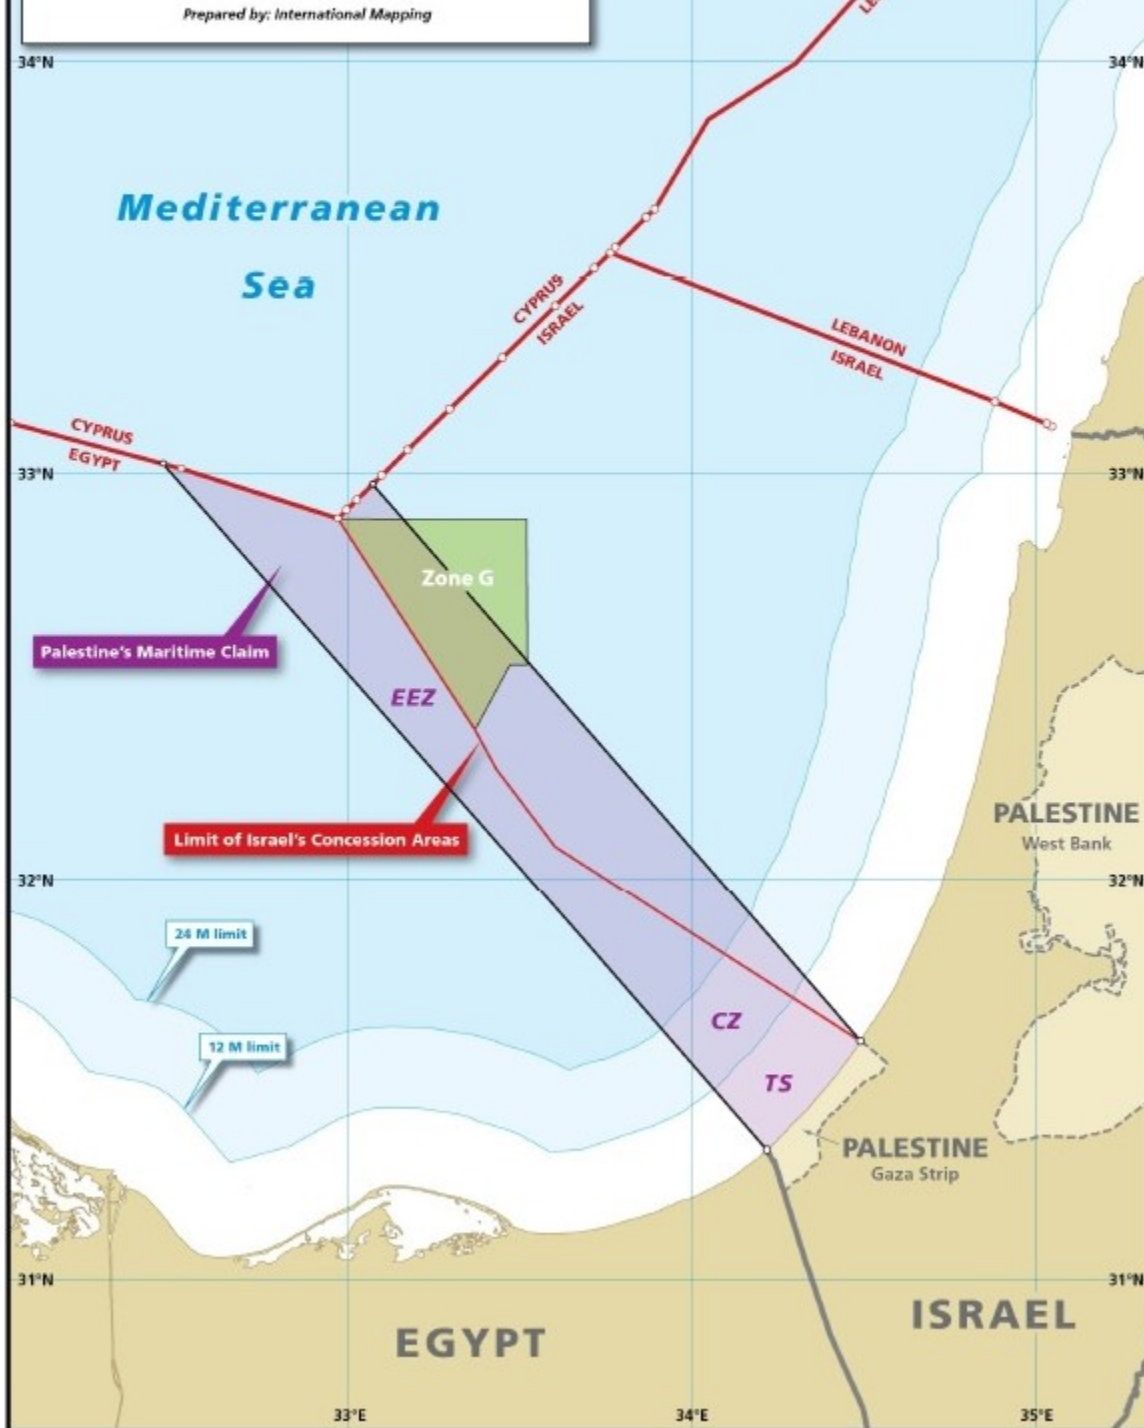 Prepared by: International Mapping
34°N
34°N
Mediterranean
Sea
CYPRUS
ISRAEL
LEBANON
ISRAEL
CYPRUS
EGYPT
33°N
33°N
Zone G
Palestine's Maritime Claim
EEZ
PALESTINE
West Bank
Limit of Israel's Concession Areas
32°N
32°N
24 M limit
CZ
12 M limit
TS
PALESTINE
Gaza Strip
31°N
31°N
ISRAEL
EGYPT
33°E
34°E
35°E